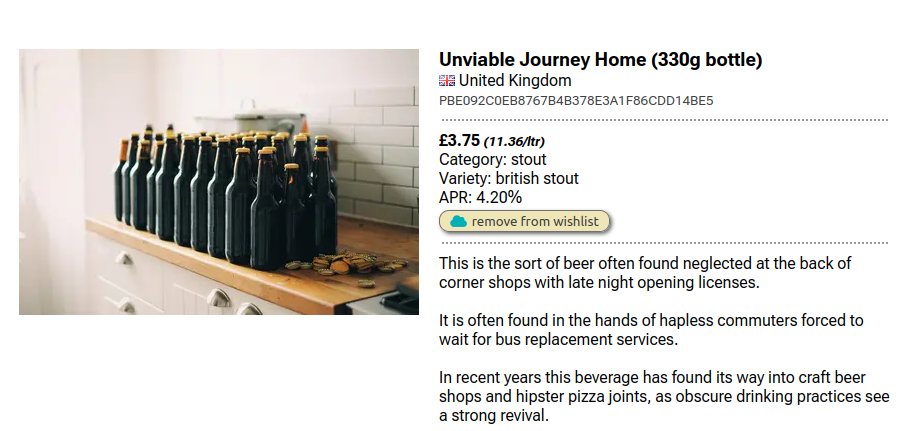 Unviable Journey Home (330g bottle)
United Kingdom
PBE092C0EB8767B4B378E3A1F86CDD14BE5
£3.75 (11.36/ltr)
Category: stout
Variety: british stout
APR: 4.20%
remove from wishlist
This is the sort of beer often found neglected at the back of
corner shops with late night opening licenses.
It is often found in the hands of hapless commuters forced to
wait for bus replacement services.
In recent years this beverage has found its way into craft beer
shops and hipster pizza joints, as obscure drinking practices see
a strong revival.